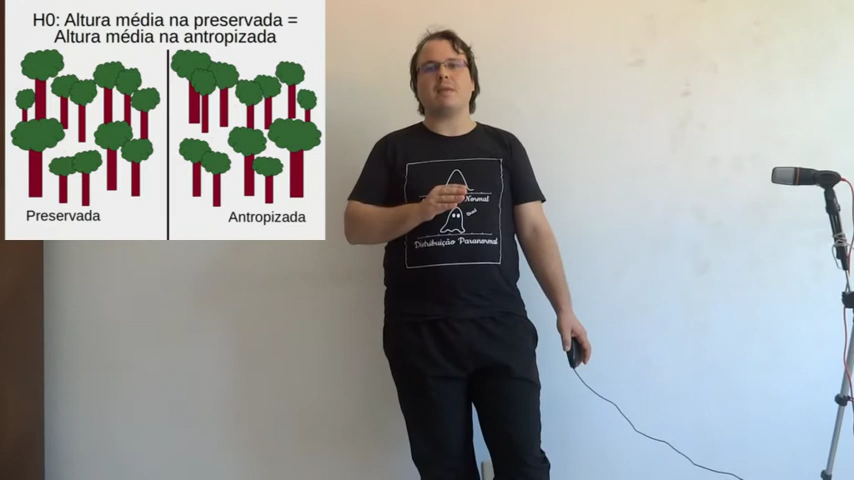 H0: Altura média na preservada =
Altura média na antropizada
Preservada
Antropizada
Normal
Distribuição Paranormal